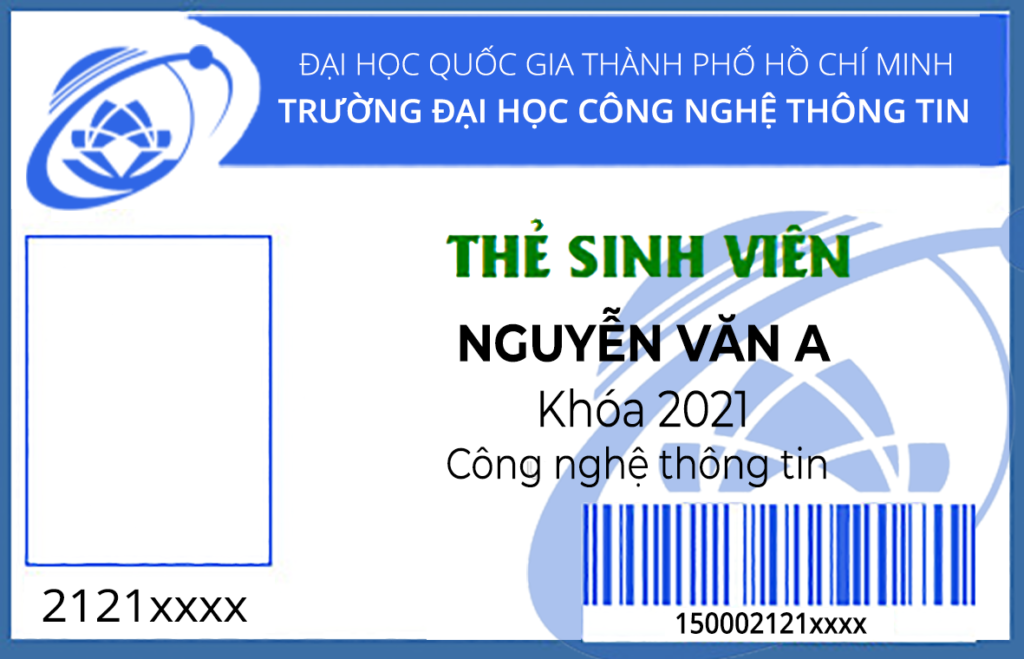 ĐẠI HỌC QUỐC GIA THÀNH PHỐ HỒ CHÍ MINH
TRƯỜNG ĐẠI HỌC CÔNG NGHỆ THÔNG TIN
THẺ SINH VIÊN
NGUYỄN VĂN A
Khóa 2021
Công nghệ thông tin
2121xxxx
150002121xxxx